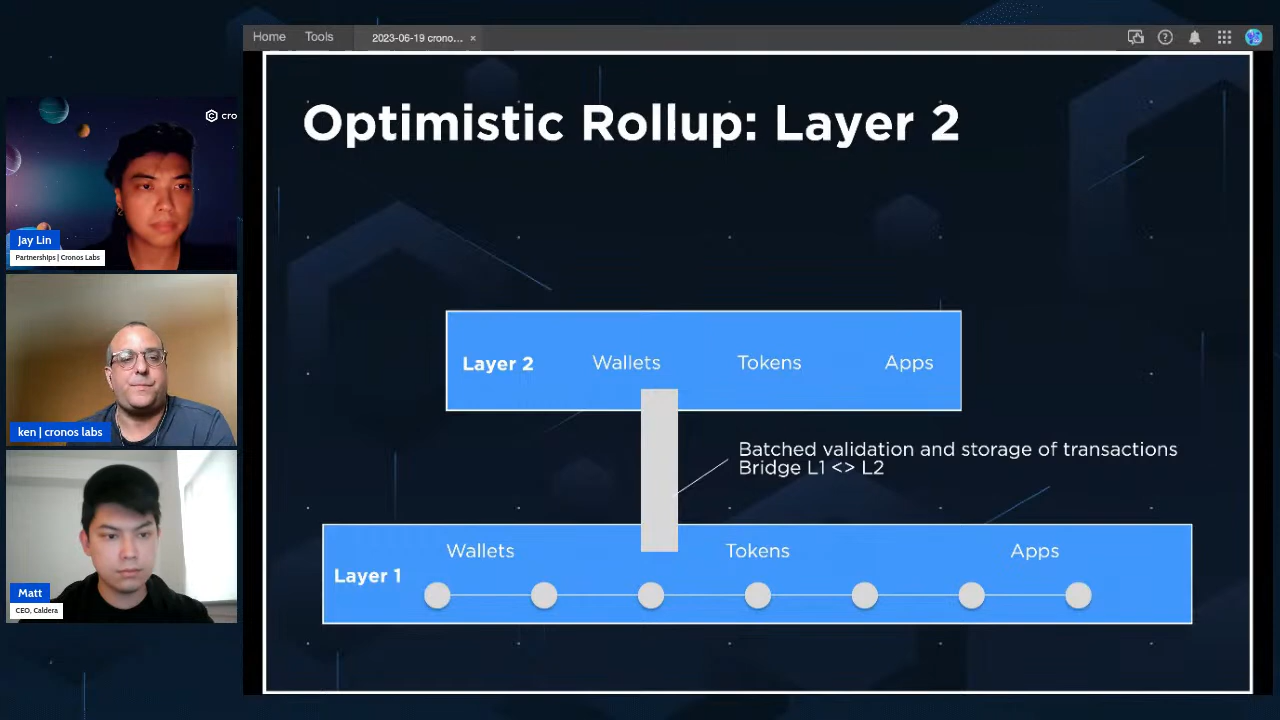 Home Tools 2023-06-19 crono... ×
cro
Jay Lin
Partnerships | Cronos Labs
ken | cronos labs
Matt
CEO, Caldera
Optimistic Rollup: Layer 2
Layer 2 Wallets Tokens Apps
Batched validation and storage of transactions
Bridge L1 <> L2
Wallets Tokens Apps
Layer 1